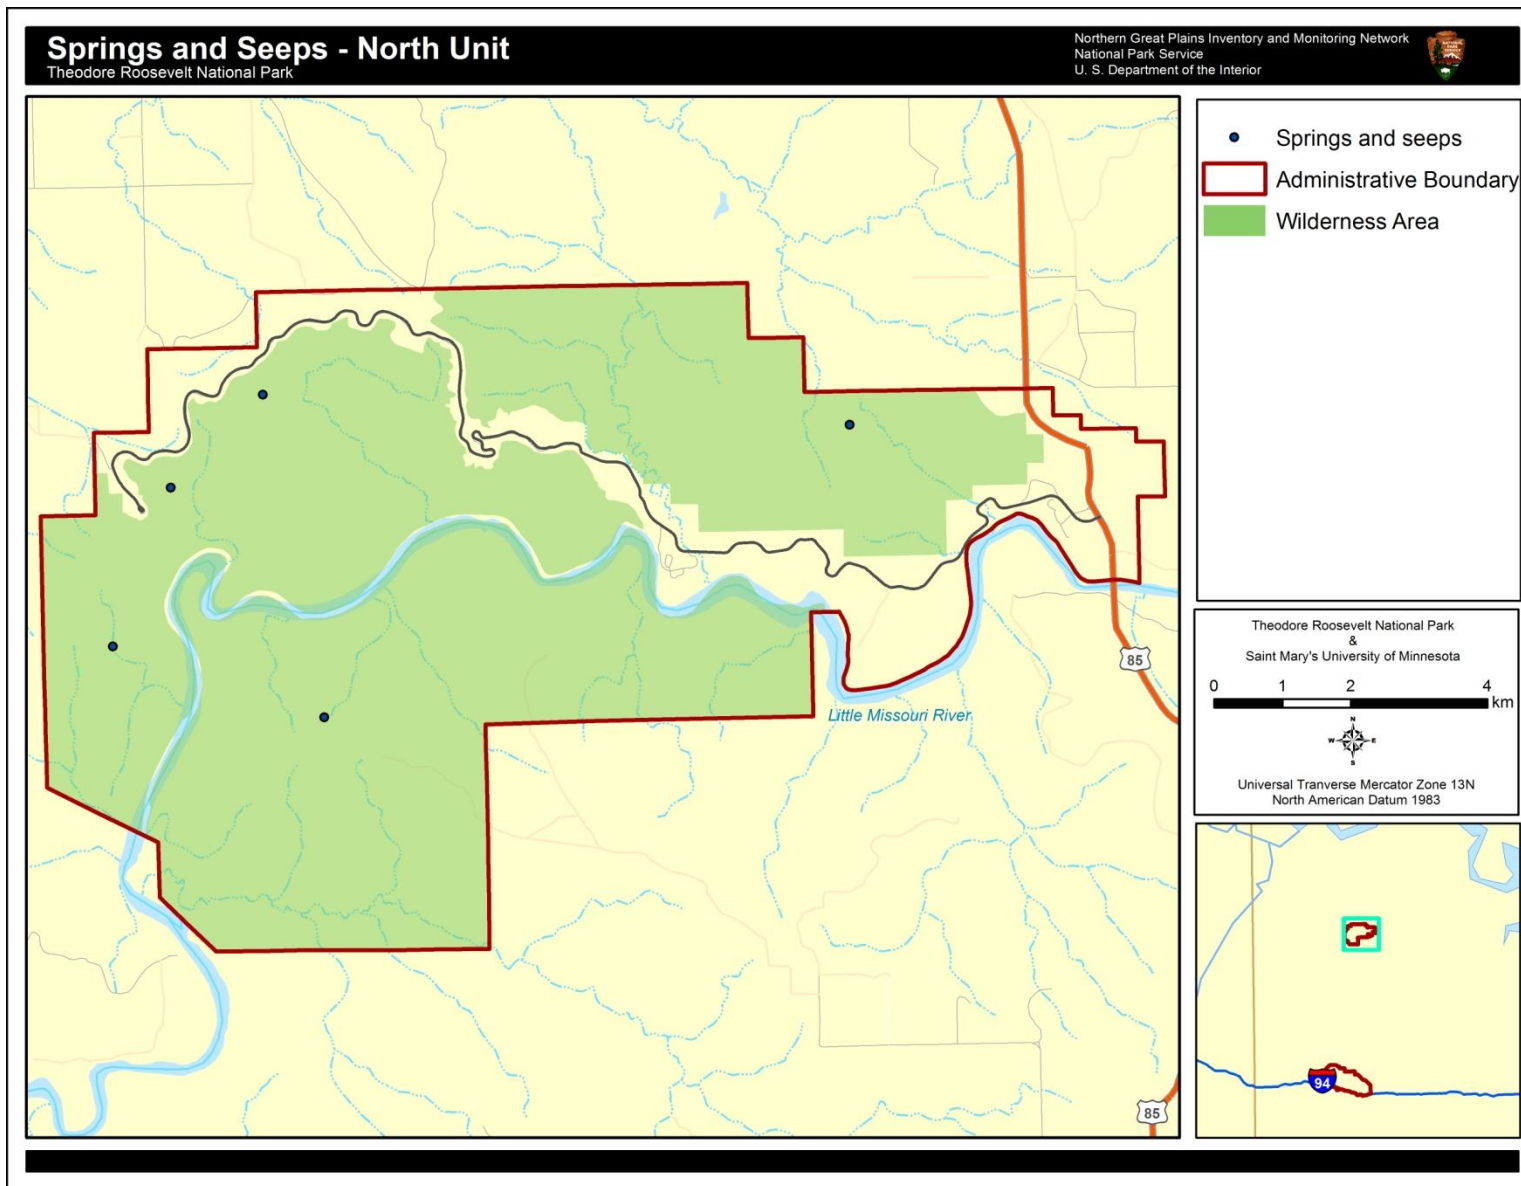 Springs and Seeps - North Unit
Theodore Roosevelt National Park
Northern Great Plains Inventory and Monitoring Network
National Park Service
U. S. Department of the Interior
Springs and seeps
Administrative Boundary
Wilderness Area
85
Little Missouri River
85
Theodore Roosevelt National Park
&
Saint Mary's University of Minnesota
0 1 2 4
km
N
W E
S
Universal Tranverse Mercator Zone 13N
North American Datum 1983
94